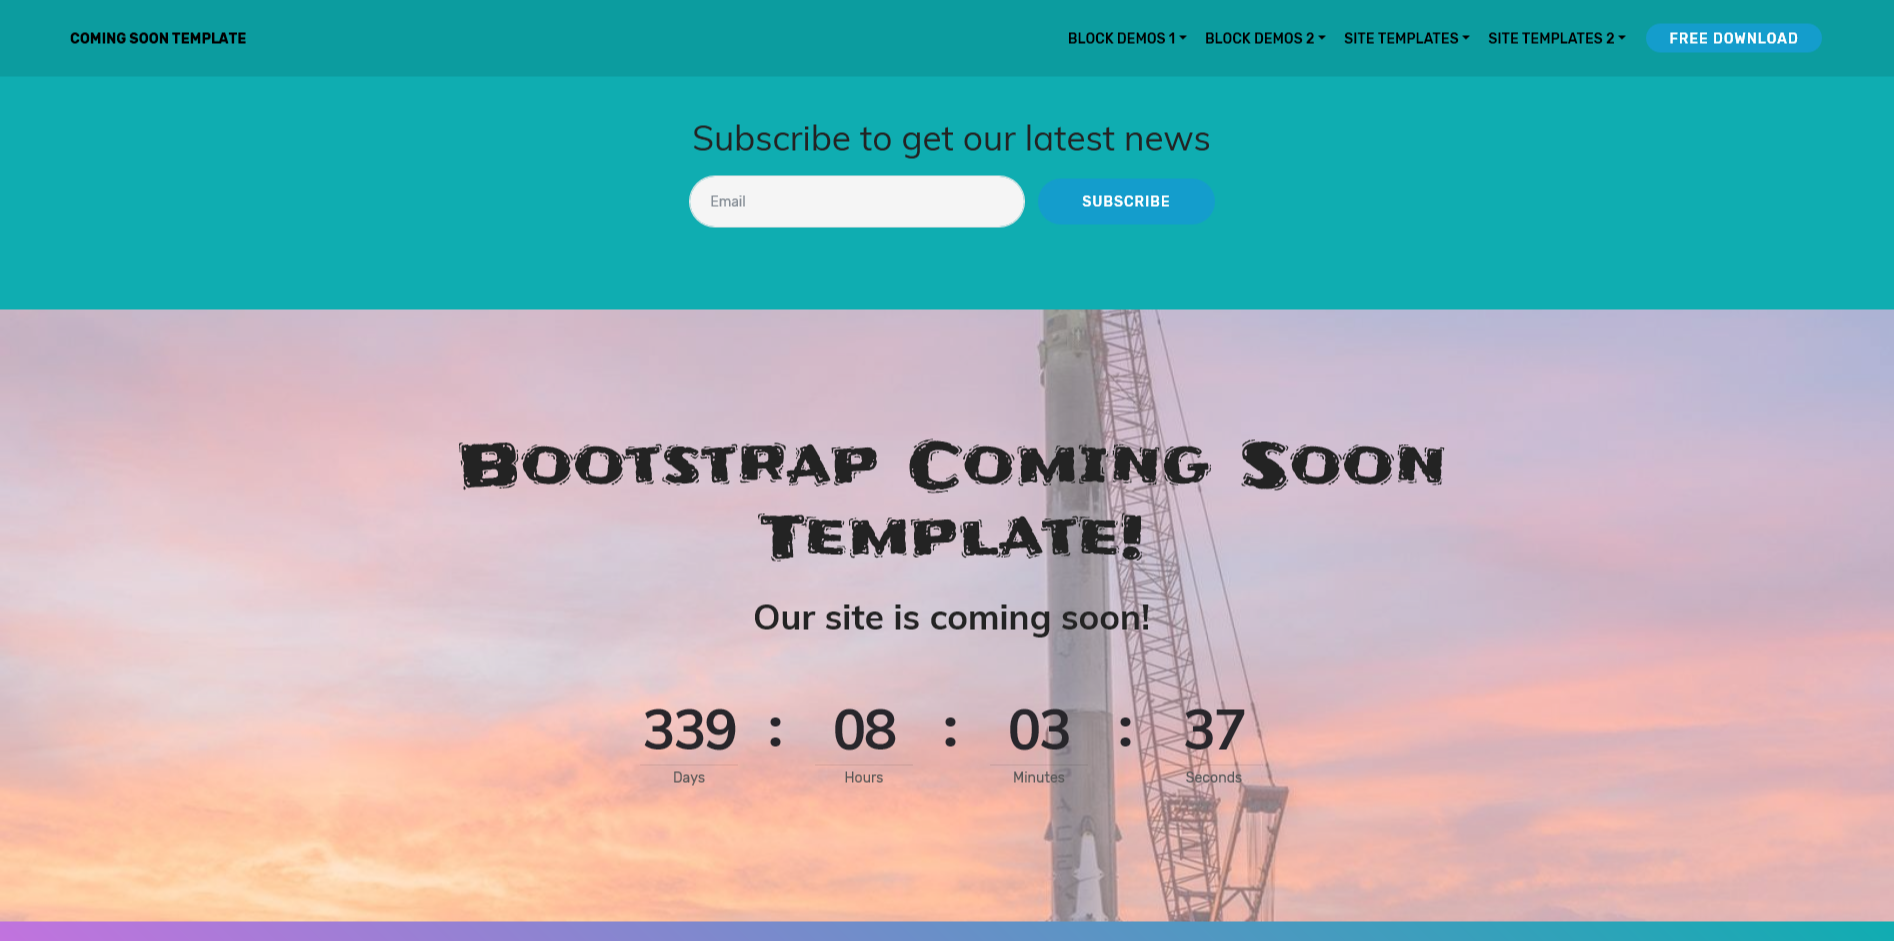 COMING SOON TEMPLATE
BLOCK DEMOS 1 BLOCK DEMOS 2 SITE TEMPLATES SITE TEMPLATES 2 FREE DOWNLOAD
Subscribe to get our latest news
Email SUBSCRIBE
Bootstrap Coming Soon
Template!
Our site is coming soon!
339 : 08 : 03 : 37
Days Hours Minutes Seconds